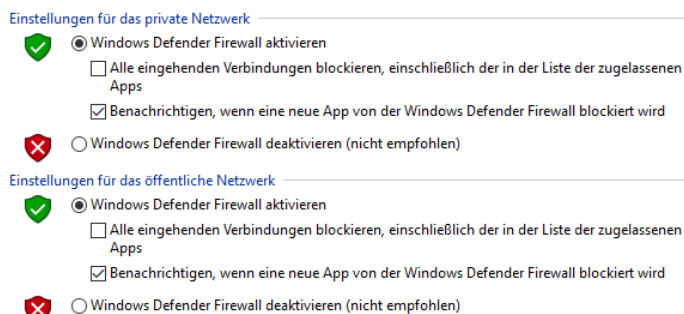 Einstellungen für das private Netzwerk
Windows Defender Firewall aktivieren
Alle eingehenden Verbindungen blockieren, einschließlich der in der Liste der zugelassenen
Apps
Benachrichtigen, wenn eine neue App von der Windows Defender Firewall blockiert wird
Windows Defender Firewall deaktivieren (nicht empfohlen)
Einstellungen für das öffentliche Netzwerk
Windows Defender Firewall aktivieren
Alle eingehenden Verbindungen blockieren, einschließlich der in der Liste der zugelassenen
Apps
Benachrichtigen, wenn eine neue App von der Windows Defender Firewall blockiert wird
Windows Defender Firewall deaktivieren (nicht empfohlen)